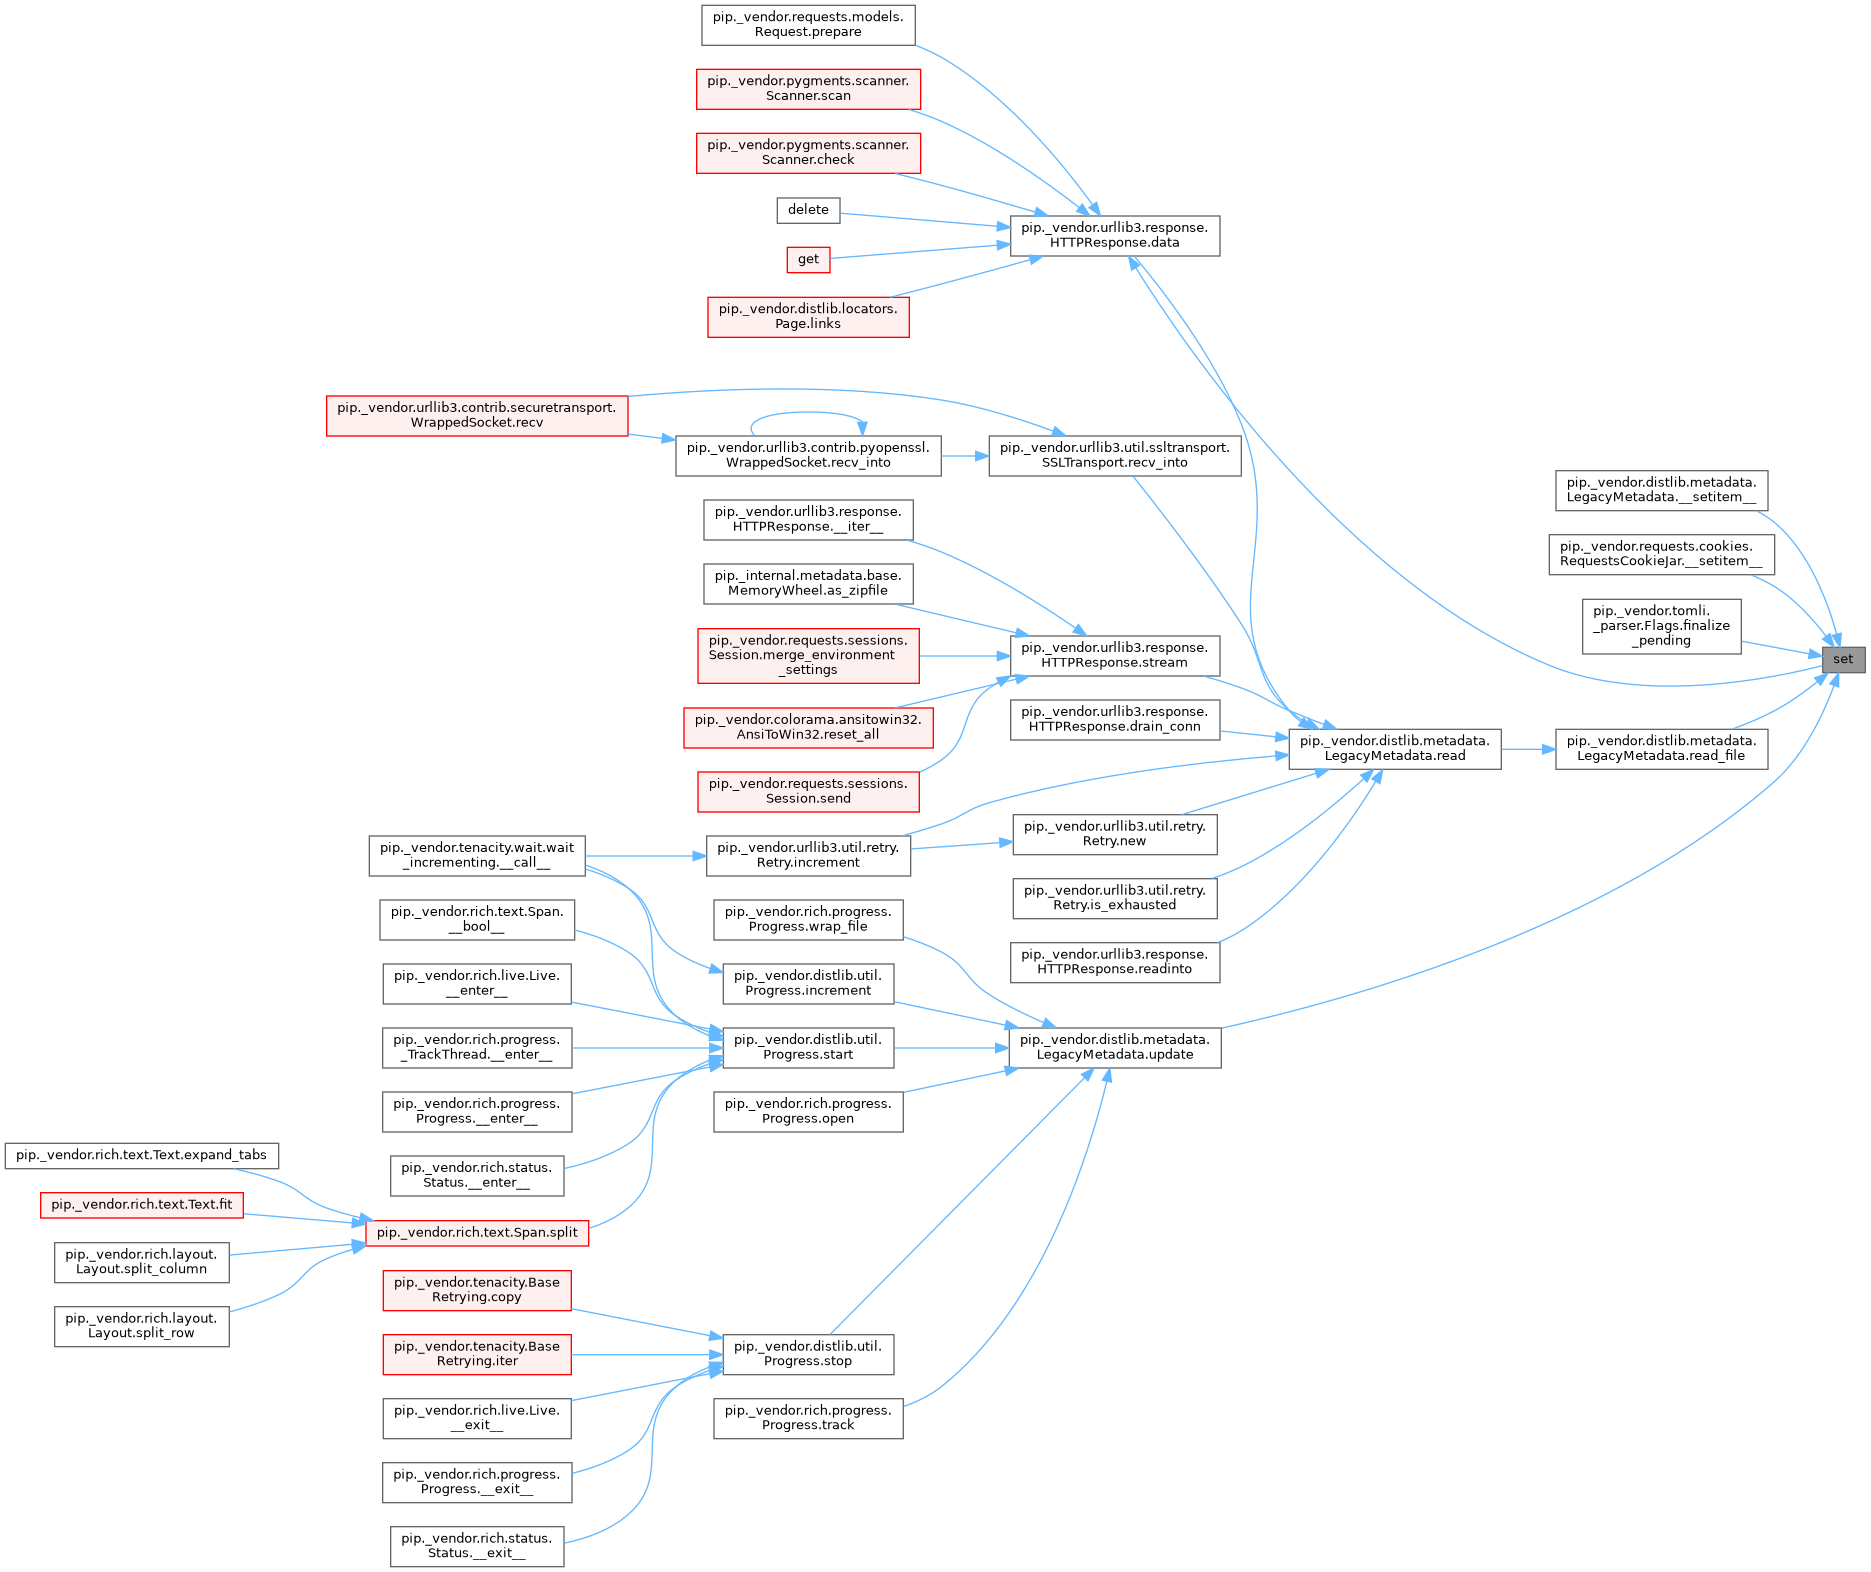 pip._vendor.requests.models.
Request.prepare
pip._vendor.pygments.scanner.
Scanner.scan
pip._vendor.pygments.scanner.
Scanner.check
delete
get
pip._vendor.distlib.locators.
Page.links
pip._vendor.urllib3.response.
HTTPResponse.data
pip._vendor.urllib3.contrib.securetransport.
WrappedSocket.recv
pip._vendor.urllib3.contrib.pyopenssl.
WrappedSocket.recv_into
pip._vendor.urllib3.util.ssltransport.
SSLTransport.recv_into
pip._vendor.urllib3.response.
HTTPResponse.__iter__
pip._internal.metadata.base.
MemoryWheel.as_zipfile
pip._vendor.requests.sessions.
Session.merge_environment
_settings
pip._vendor.colorama.ansitowin32.
AnsiToWin32.reset_all
pip._vendor.requests.sessions.
Session.send
pip._vendor.urllib3.response.
HTTPResponse.stream
pip._vendor.urllib3.response.
HTTPResponse.drain_conn
pip._vendor.distlib.metadata.
LegacyMetadata.read
pip._vendor.distlib.metadata.
LegacyMetadata.__setitem__
pip._vendor.requests.cookies.
RequestsCookieJar.__setitem__
pip._vendor.tomli.
_parser.Flags.finalize
_pending
set
pip._vendor.distlib.metadata.
LegacyMetadata.read_file
pip._vendor.tenacity.wait.wait
_incrementing.__call__
pip._vendor.urllib3.util.retry.
Retry.increment
pip._vendor.urllib3.util.retry.
Retry.new
pip._vendor.urllib3.util.retry.
Retry.is_exhausted
pip._vendor.urllib3.response.
HTTPResponse.readinto
pip._vendor.rich.text.Span.
__bool__
pip._vendor.rich.progress.
Progress.wrap_file
pip._vendor.rich.live.Live.
__enter__
pip._vendor.distlib.util.
Progress.increment
pip._vendor.rich.progress.
_TrackThread.__enter__
pip._vendor.distlib.util.
Progress.start
pip._vendor.distlib.metadata.
LegacyMetadata.update
pip._vendor.rich.progress.
Progress.__enter__
pip._vendor.rich.progress.
Progress.open
pip._vendor.rich.status.
Status.__enter__
pip._vendor.rich.text.Text.expand_tabs
pip._vendor.rich.text.Text.fit
pip._vendor.rich.text.Span.split
pip._vendor.rich.layout.
Layout.split_column
pip._vendor.rich.layout.
Layout.split_row
pip._vendor.tenacity.Base
Retrying.copy
pip._vendor.tenacity.Base
Retrying.iter
pip._vendor.distlib.util.
Progress.stop
pip._vendor.rich.live.Live.
__exit__
pip._vendor.rich.progress.
Progress.track
pip._vendor.rich.progress.
Progress.__exit__
pip._vendor.rich.status.
Status.__exit__